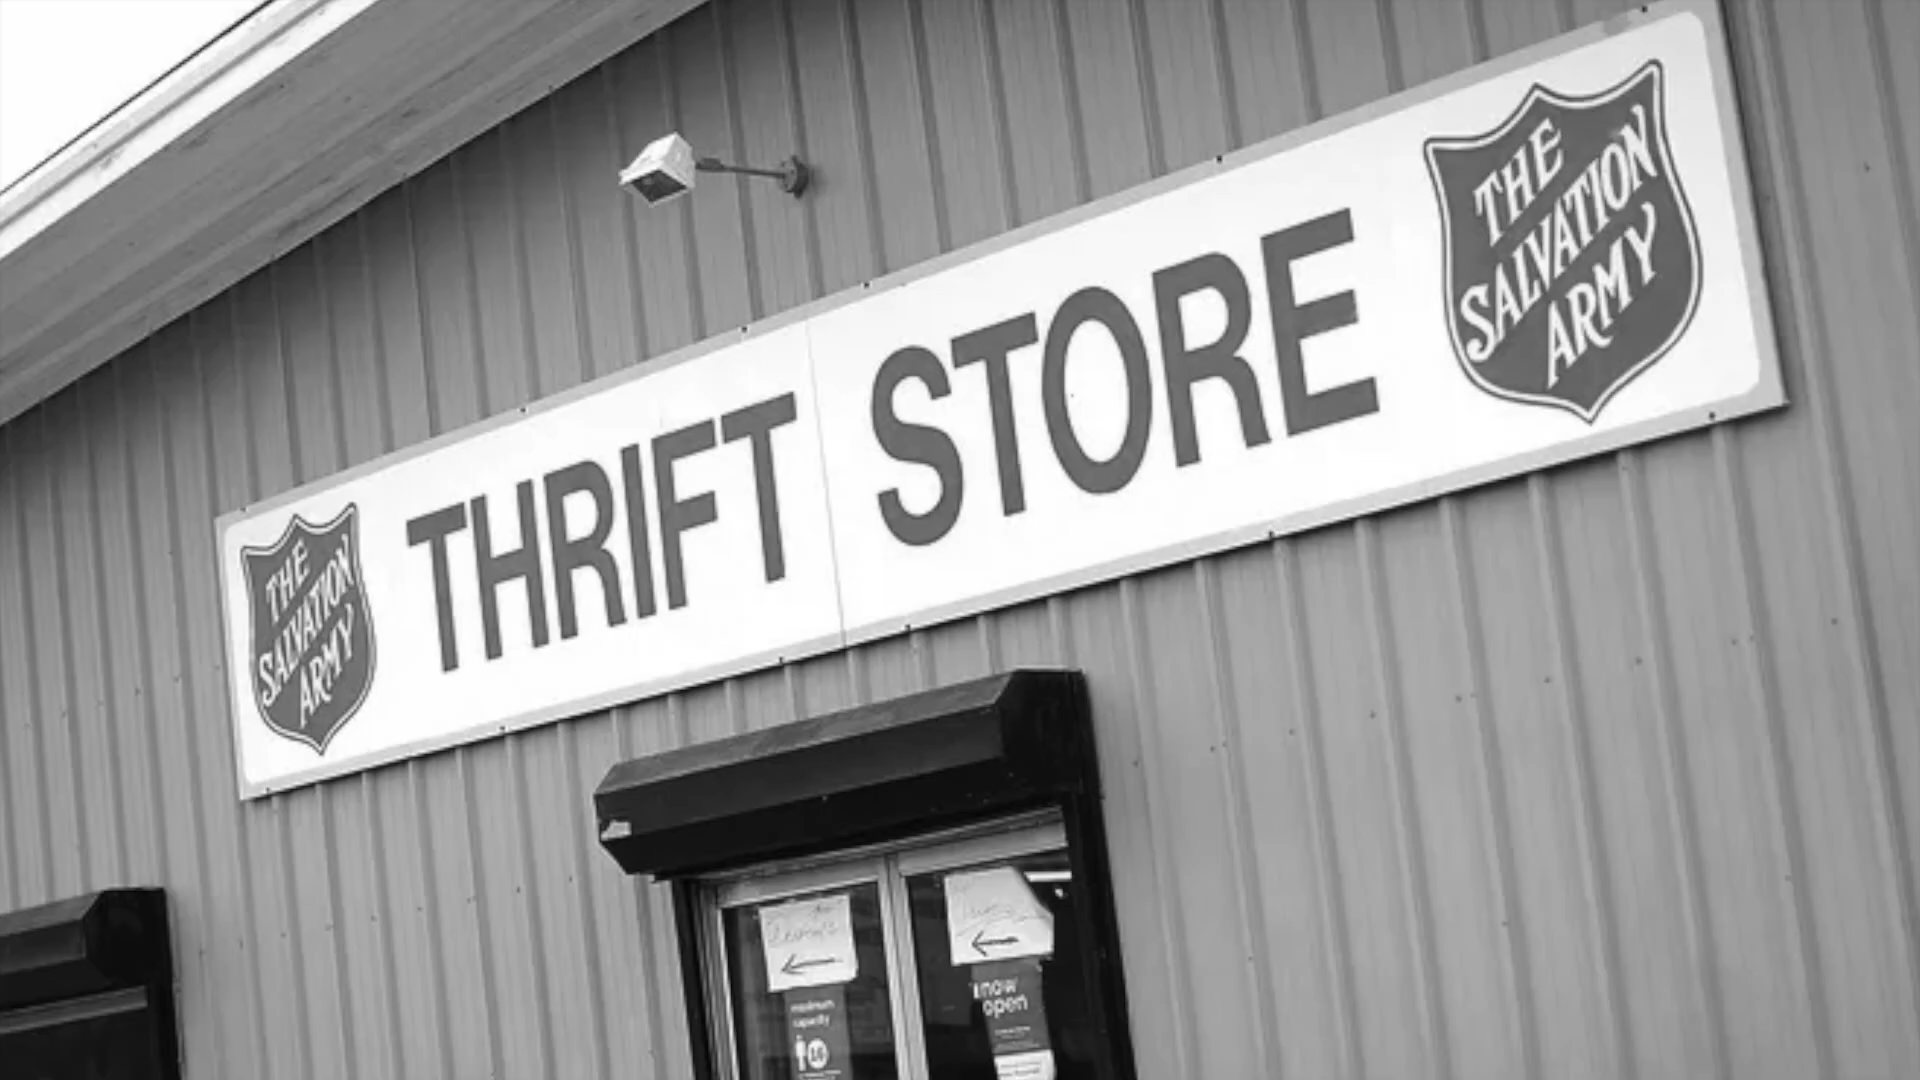 THE
SALVATION
ARMY
THRIFT STORE
THE
SALVATION
ARMY
maximum
capacity
now
open